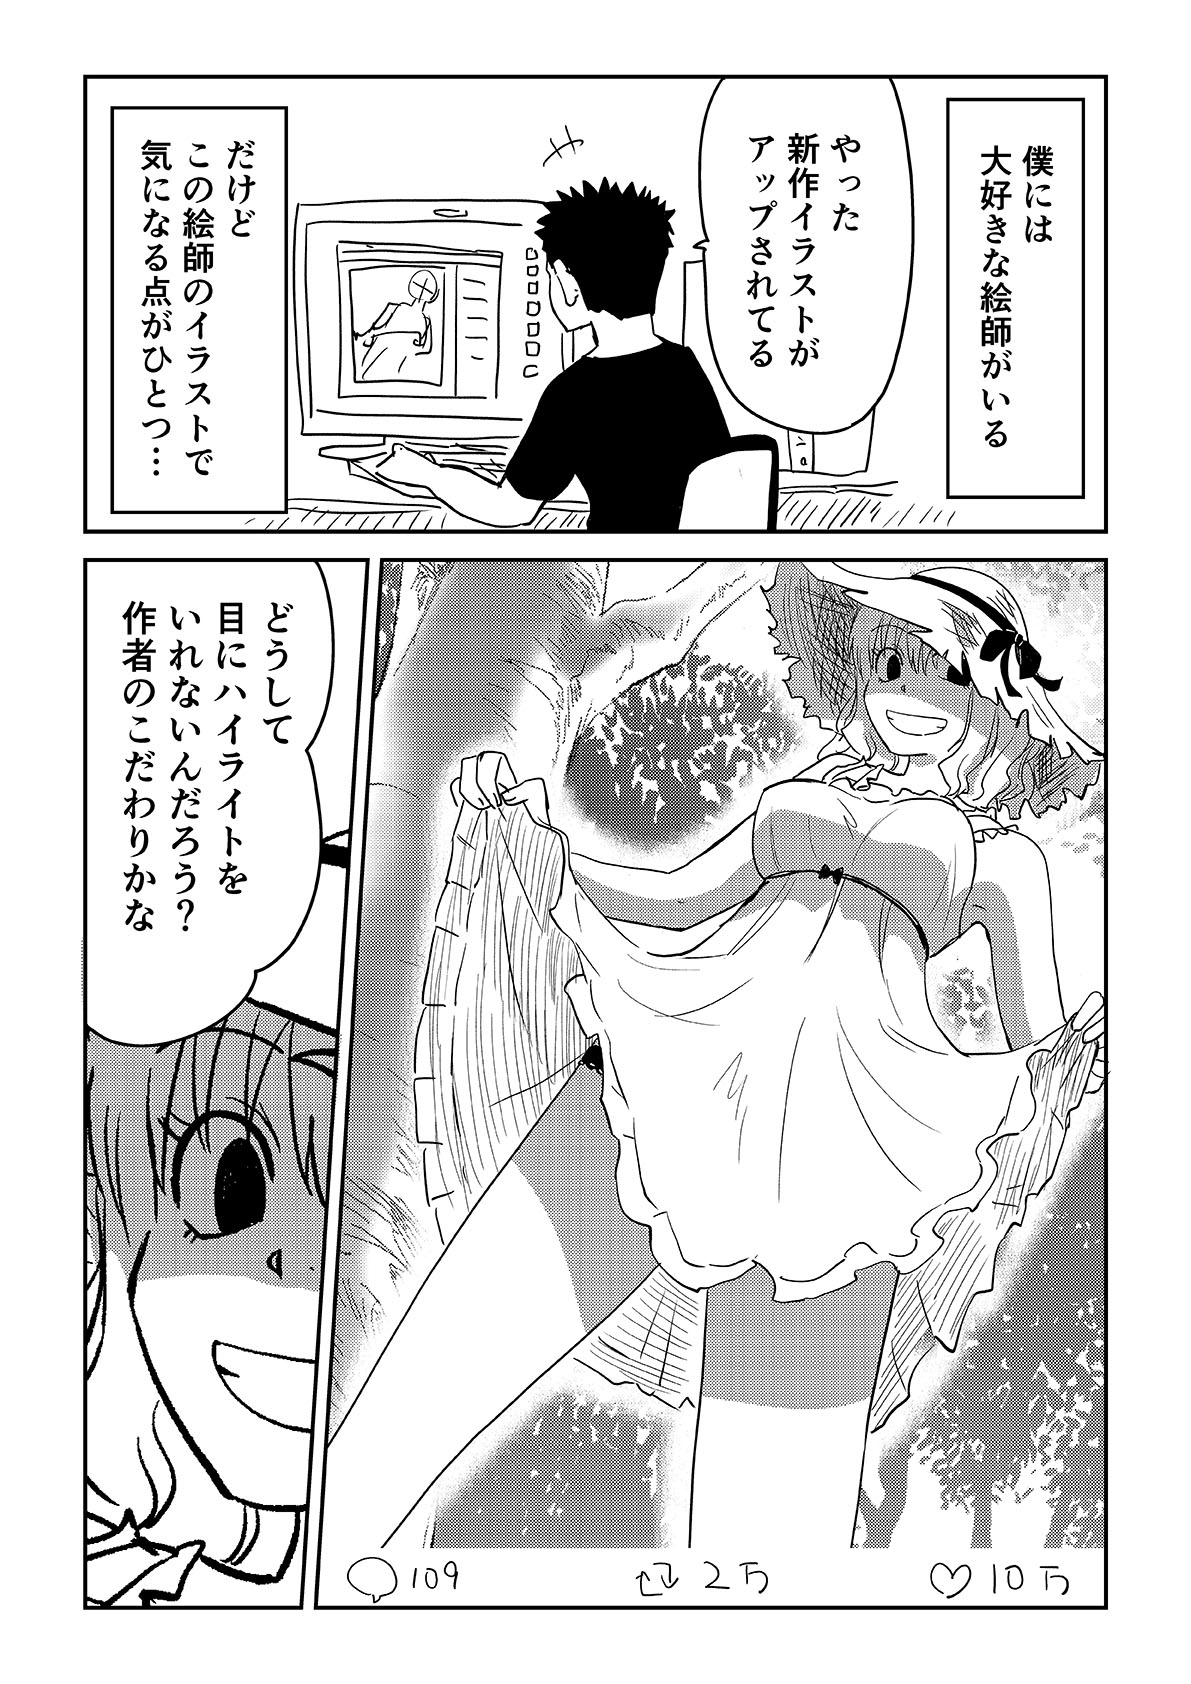 僕には
大好きな絵師がいる
やった
新作イラストが
アップされてる
だけど
この絵師のイラストで
気になる点がひとつ…
109
2万
10万
どうして
目にハイライトを
いれないんだろう？
作者のこだわりかな